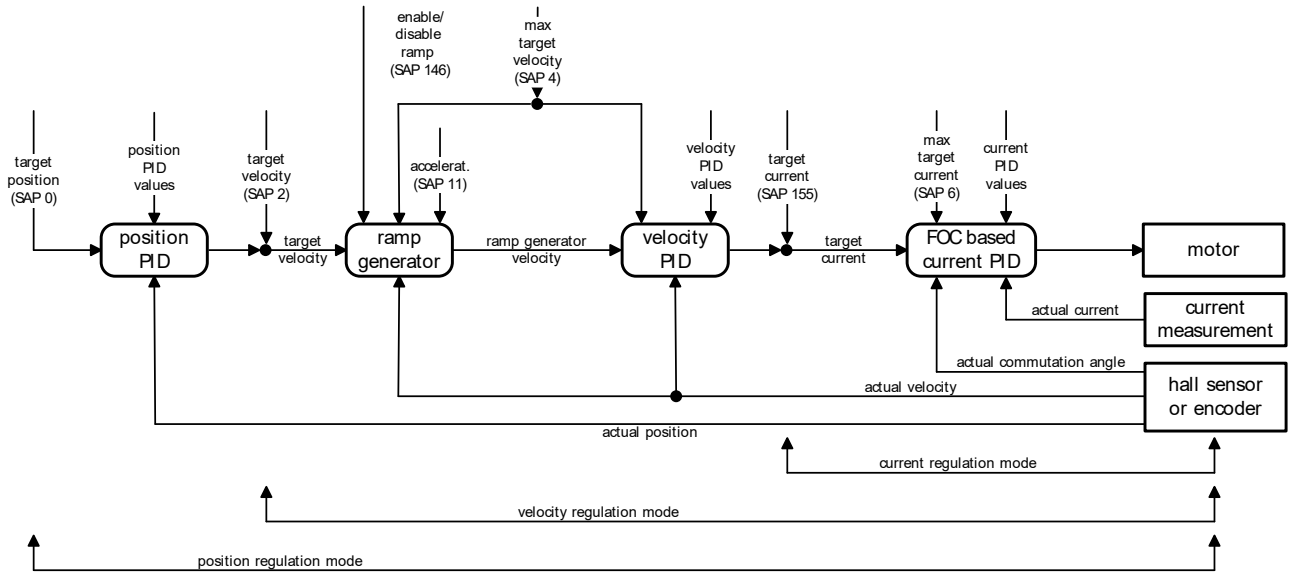 enable/
disable
ramp
(SAP 146)
max
target
velocity
(SAP 4)
target
position
(SAP 0)
position
PID
values
target
velocity
(SAP 2)
accelerat.
(SAP 11)
velocity
PID
values
target
current
(SAP 155)
max
target
current
(SAP 6)
current
PID
values
position
PID
target
velocity
ramp
generator
ramp generator
velocity
velocity
PID
target
current
FOC based
current PID
motor
actual current
current
measurement
actual commutation angle
actual velocity
hall sensor
or encoder
actual position
current regulation mode
velocity regulation mode
position regulation mode